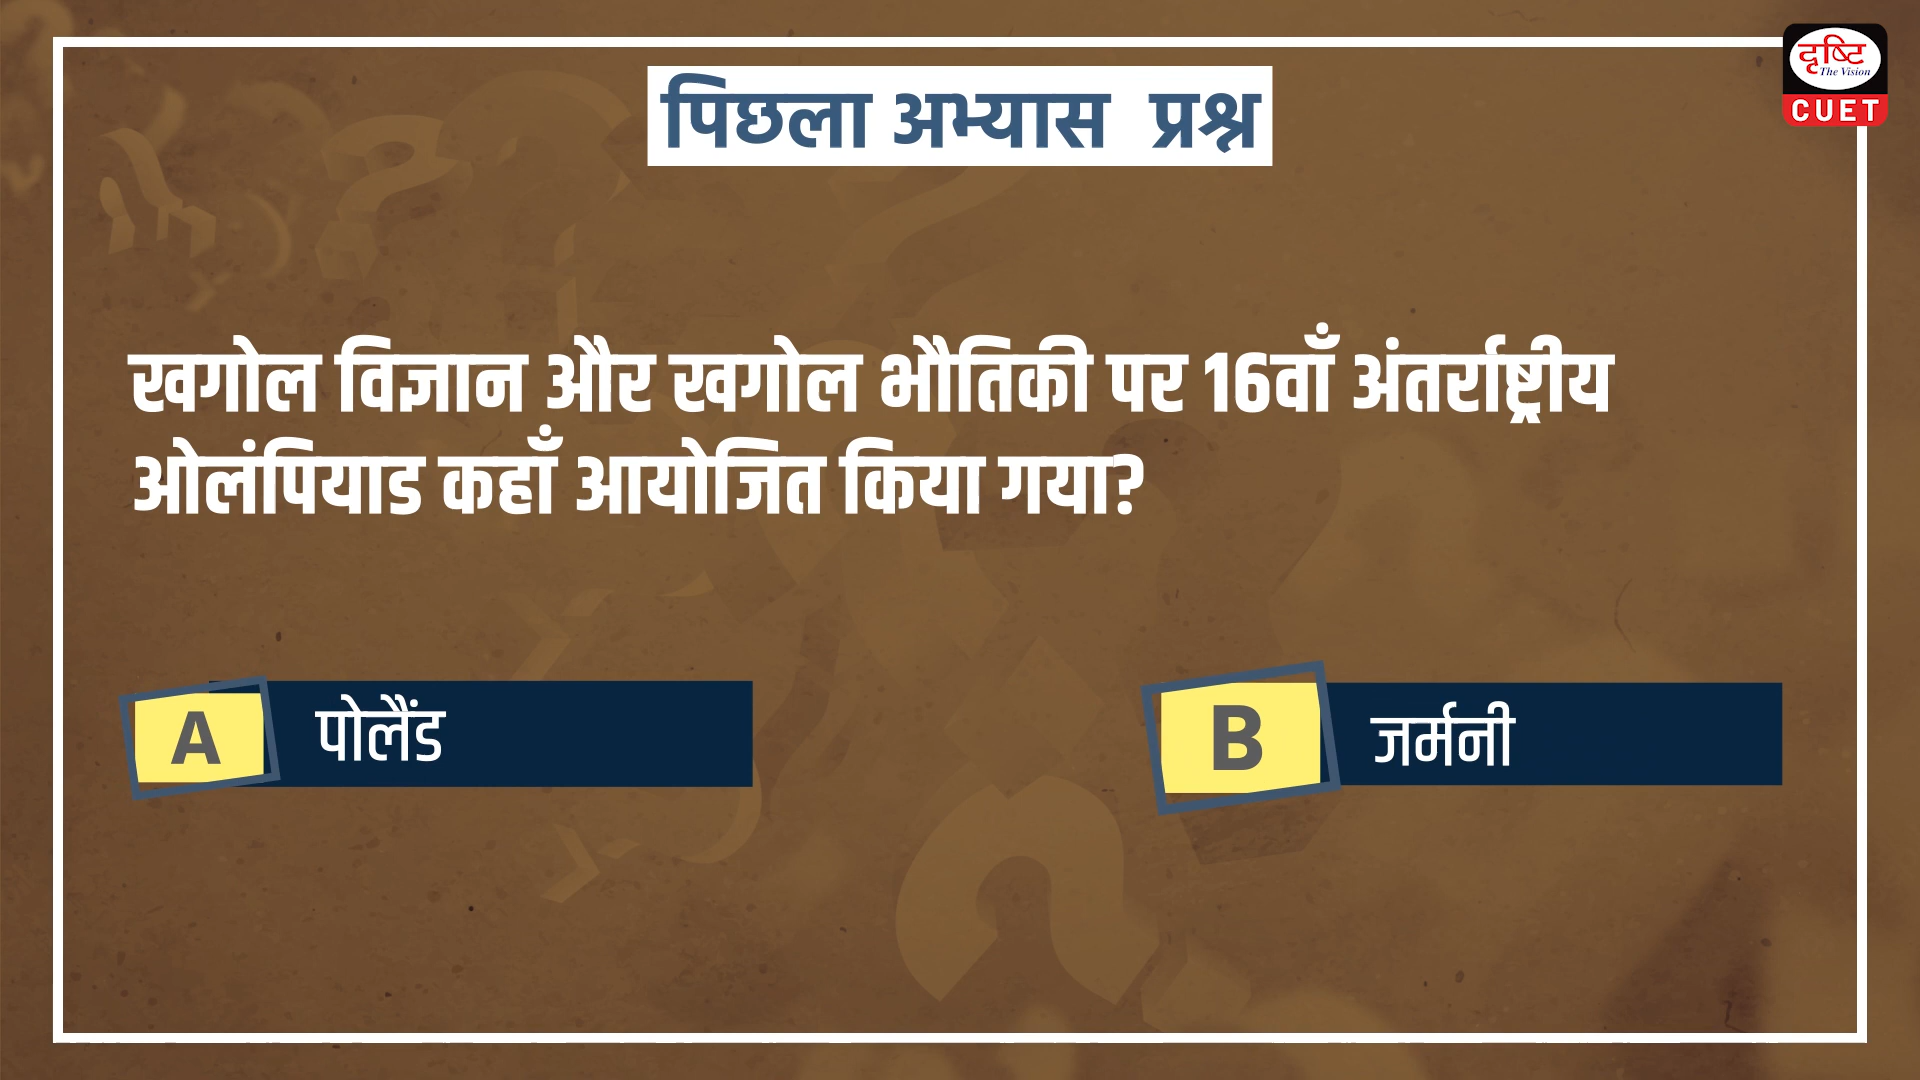 दृष्टि
The Vision
CUET
पिछला अभ्यास प्रश्न
खगोल विज्ञान और खगोल भौतिकी पर 16वाँ अंतर्राष्ट्रीय
ओलंपियाड कहाँ आयोजित किया गया?
A पोलैंड
B जर्मनी